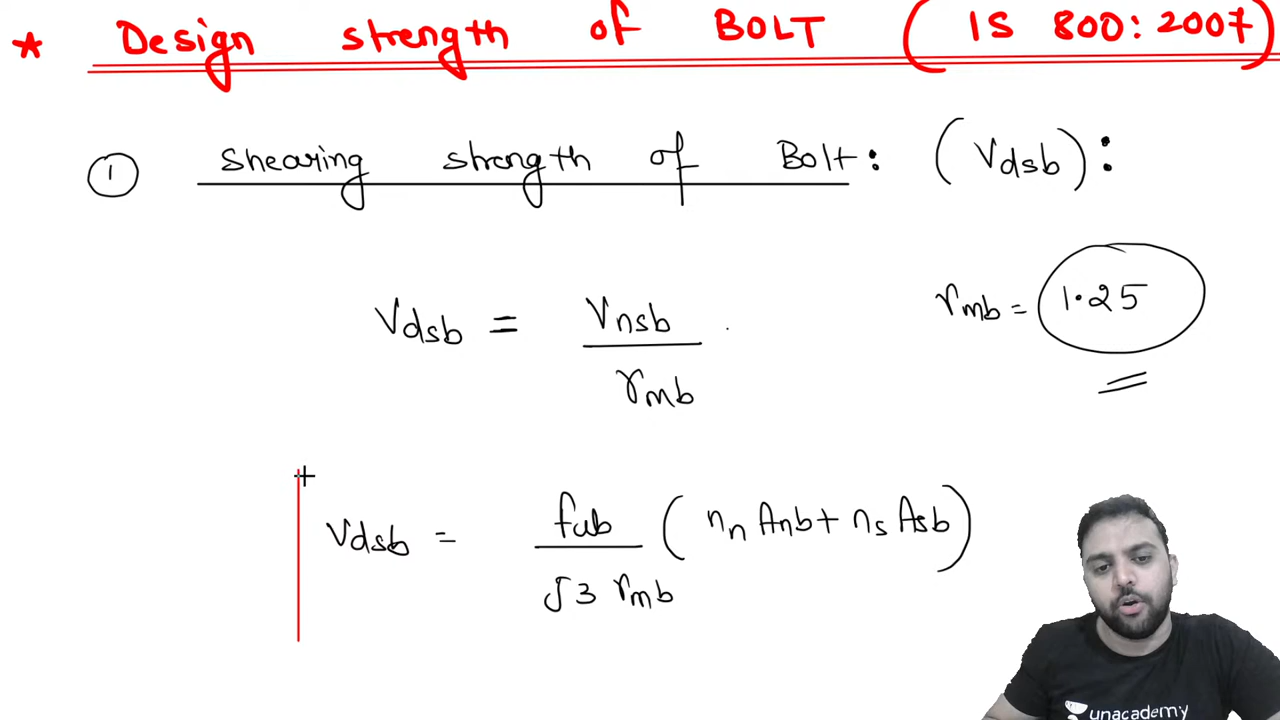 * Design strength of BOLT (IS 800:2007)
① Shearing strength of Bolt: (Vdsb):
Vdsb = Vnsb / γmb
γmb = 1.25
Vdsb = fub / √3 γmb (nn Anb + ns Asb)
unacademy